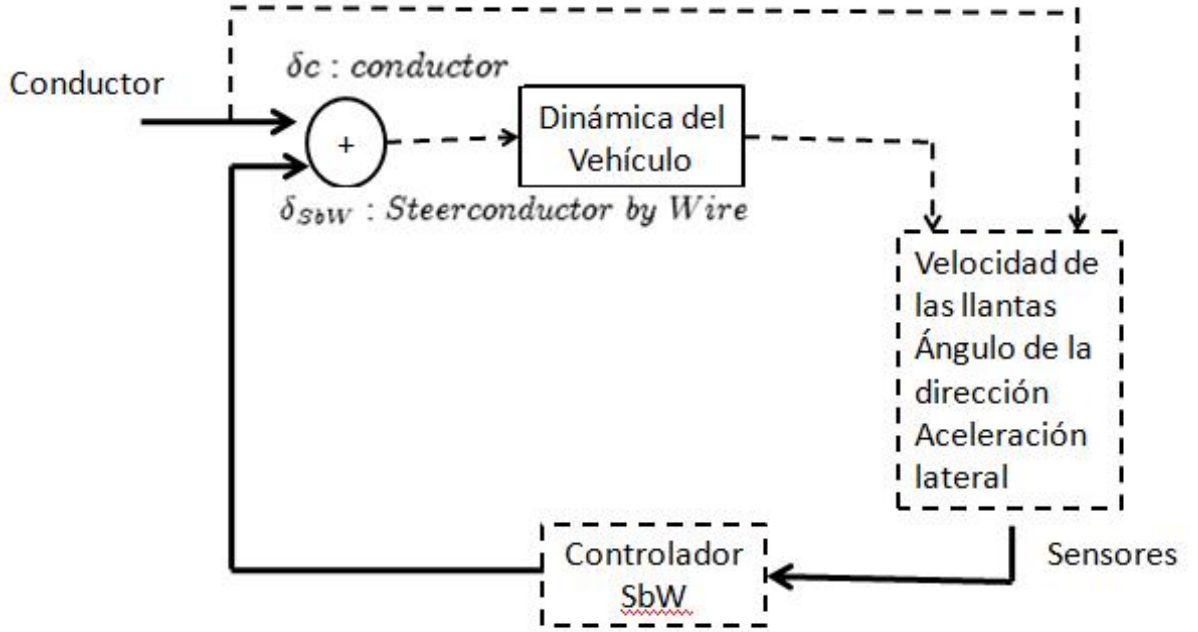 Conductor
δc : conductor
+
Dinámica del
Vehículo
δSbW : Steerconductor by Wire
Velocidad de
las llantas
Ángulo de la
dirección
Aceleración
lateral
Sensores
Controlador
SbW